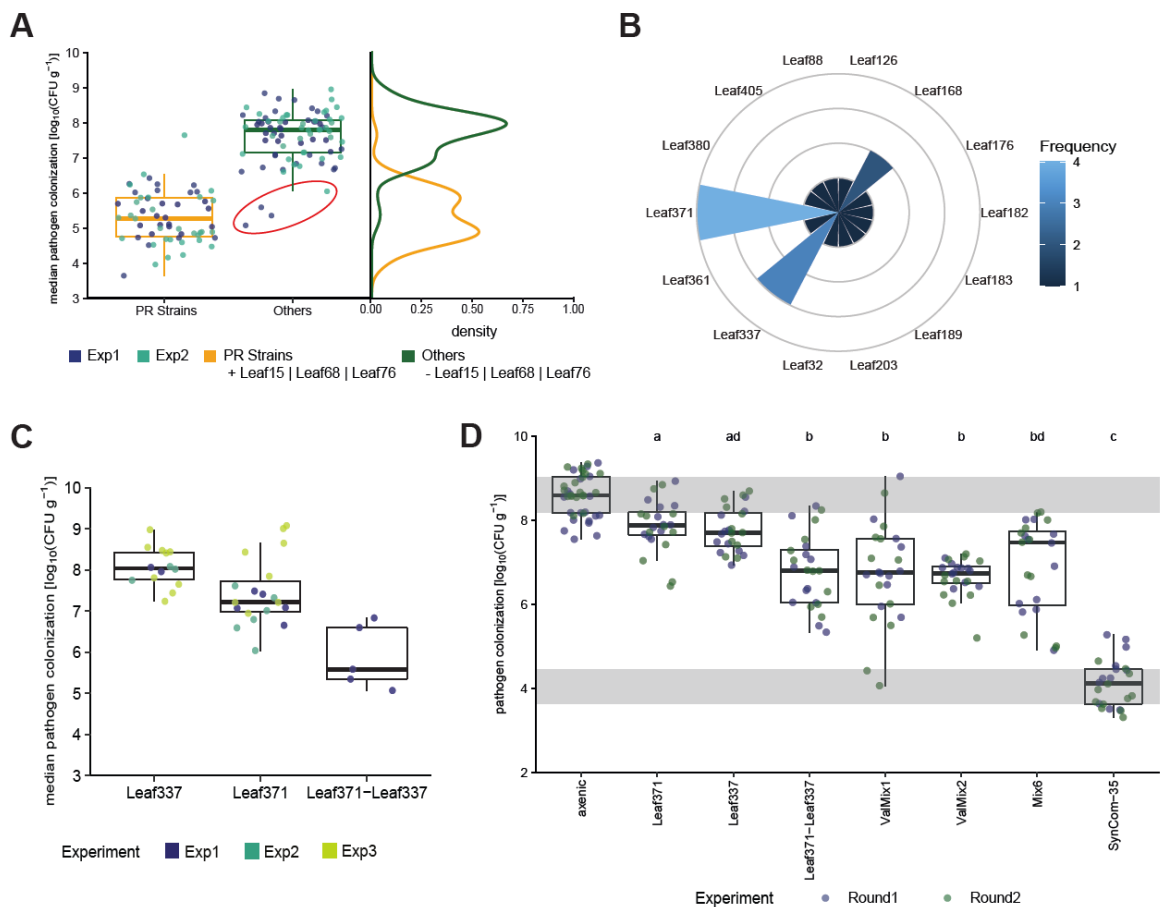 A
median pathogen colonization [log₁₀(CFU g⁻¹)]
10
9
8
7
6
5
4
3
PR Strains
Others
0.00
0.25
0.50
0.75
1.00
density
Exp1
Exp2
PR Strains
+ Leaf15 | Leaf68 | Leaf76
Others
- Leaf15 | Leaf68 | Leaf76
B
Leaf88
Leaf126
Leaf405
Leaf168
Leaf380
Leaf176
Leaf371
Leaf182
Leaf361
Leaf183
Leaf337
Leaf189
Leaf32
Leaf203
Frequency
4
3
2
1
C
median pathogen colonization [log₁₀(CFU g⁻¹)]
10
9
8
7
6
5
4
3
Leaf337
Leaf371
Leaf371−Leaf337
Experiment
Exp1
Exp2
Exp3
D
pathogen colonization [log₁₀(CFU g⁻¹)]
10
8
6
4
2
a
ad
b
b
b
bd
c
axenic
Leaf371
Leaf337
Leaf371−Leaf337
ValMix1
ValMix2
Mix6
SynCom−35
Experiment
Round1
Round2